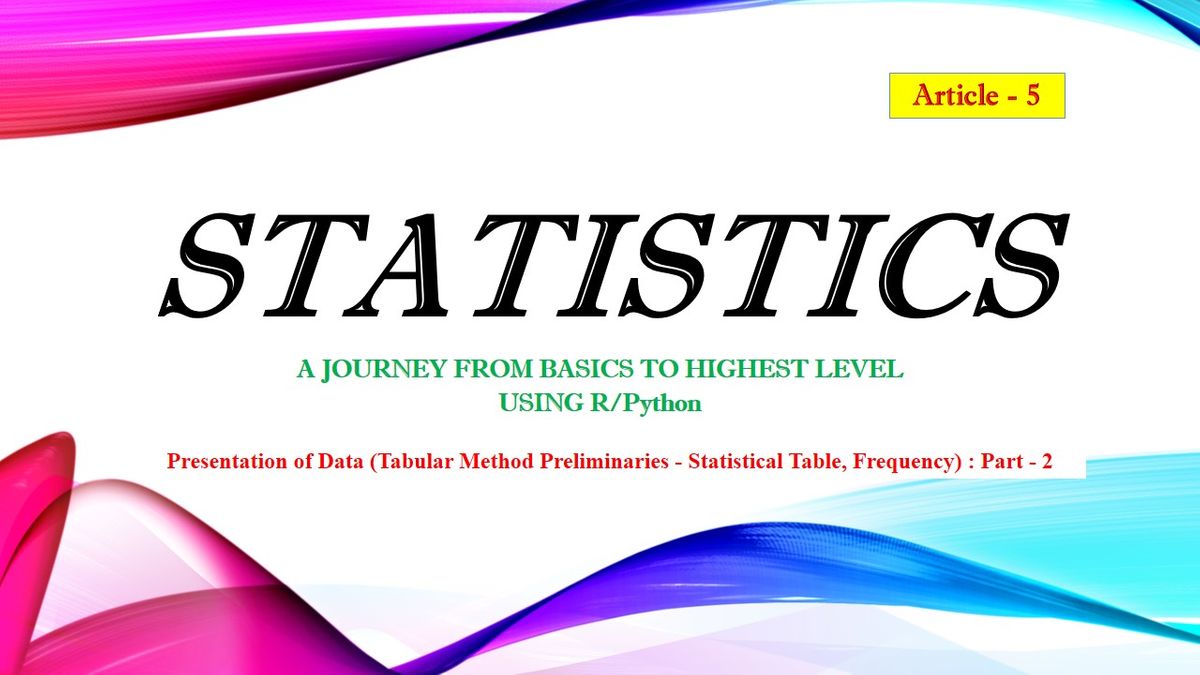 Article - 5
STATISTICS
A JOURNEY FROM BASICS TO HIGHEST LEVEL
USING R/Python
Presentation of Data (Tabular Method Preliminaries - Statistical Table, Frequency) : Part - 2